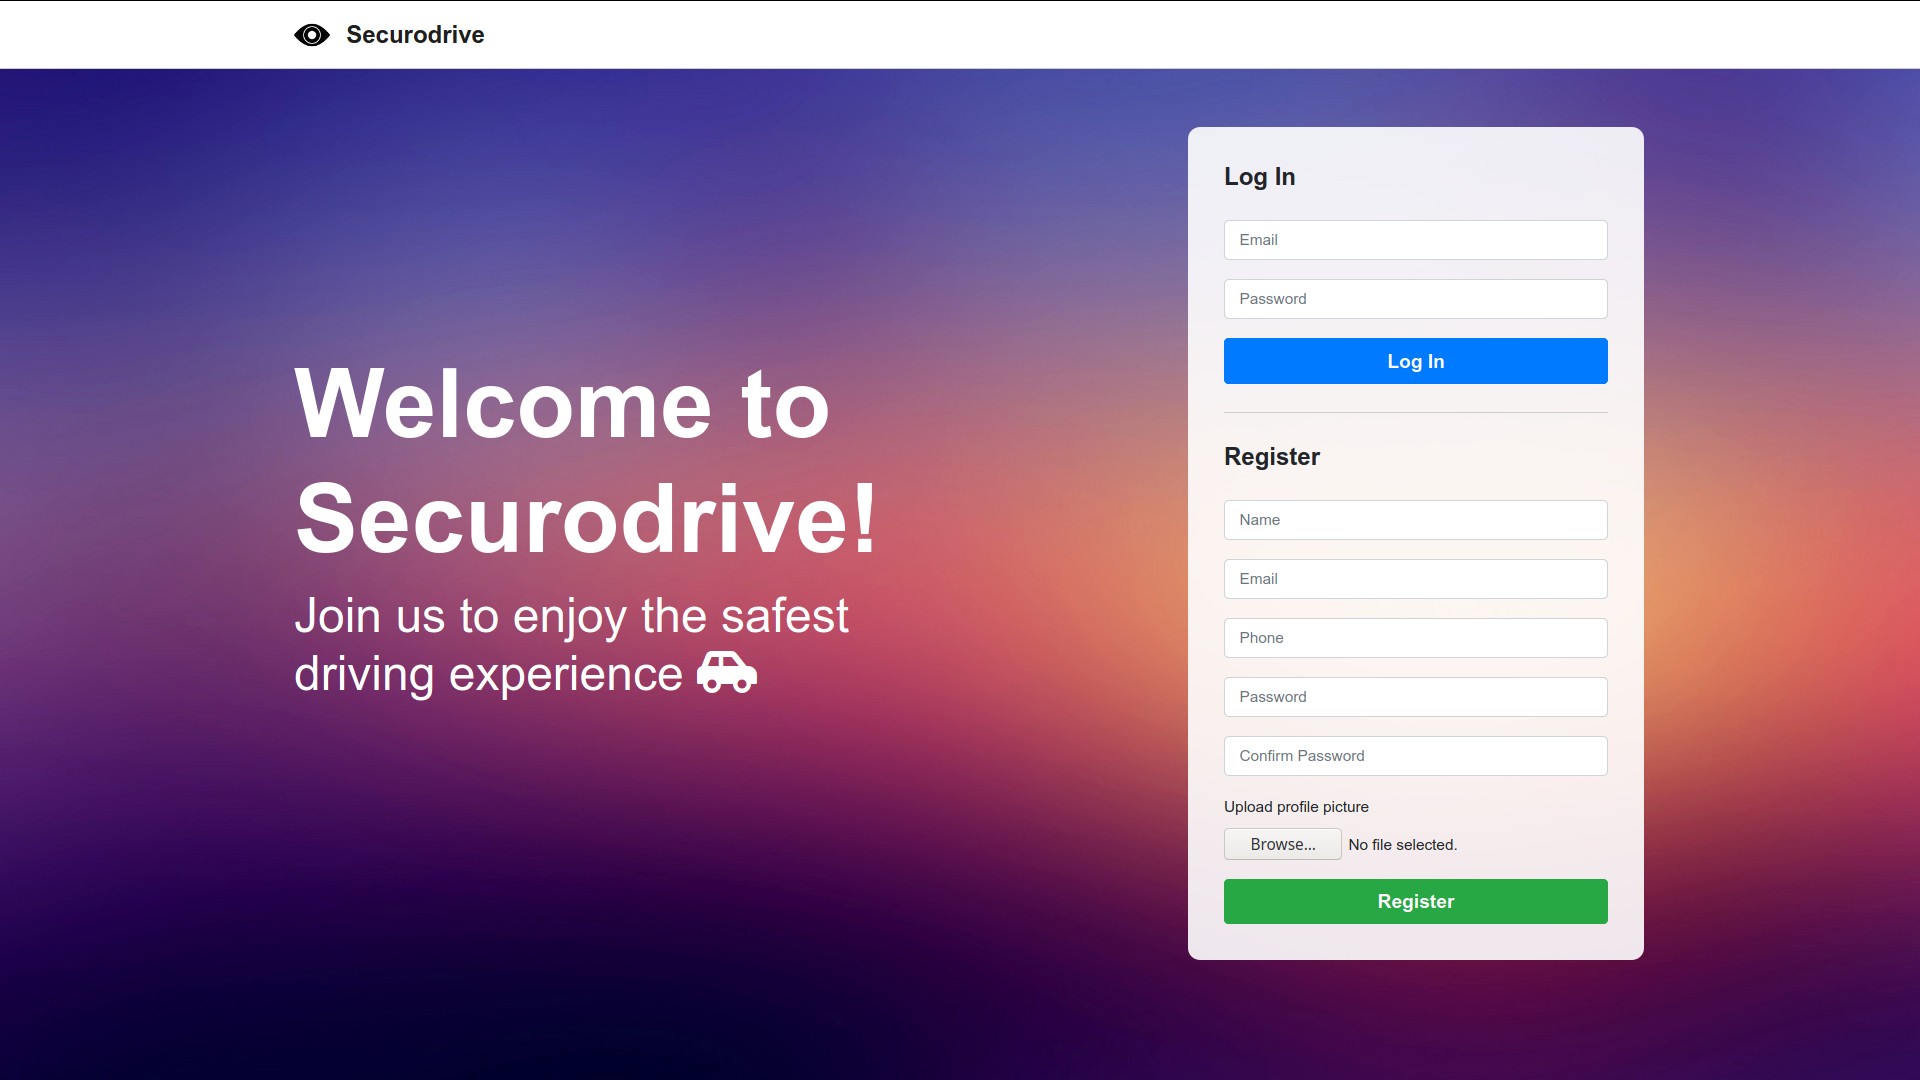 Securodrive
Welcome to
Securodrive!
Join us to enjoy the safest
driving experience
Log In
Email
Password
Log In
Register
Name
Email
Phone
Password
Confirm Password
Upload profile picture
Browse... No file selected.
Register